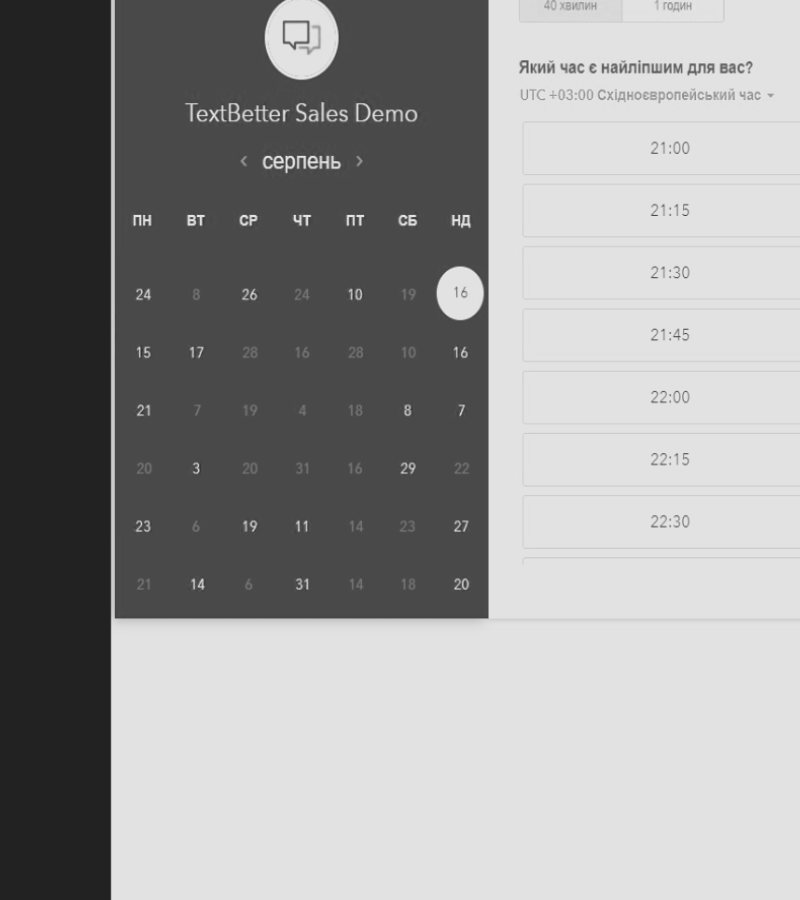 TextBetter Sales Demo
серпень
ПН ВТ СР ЧТ ПТ СБ НД
24 8 26 24 10 19 16
15 17 28 16 28 10 16
21 7 19 4 18 8 7
20 3 20 31 16 29 22
23 6 19 11 14 23 27
21 14 6 31 14 18 20
40 хвилин 1 годин
Який час є найліпшим для вас?
UTC +03:00 Східноєвропейський час
21:00
21:15
21:30
21:45
22:00
22:15
22:30